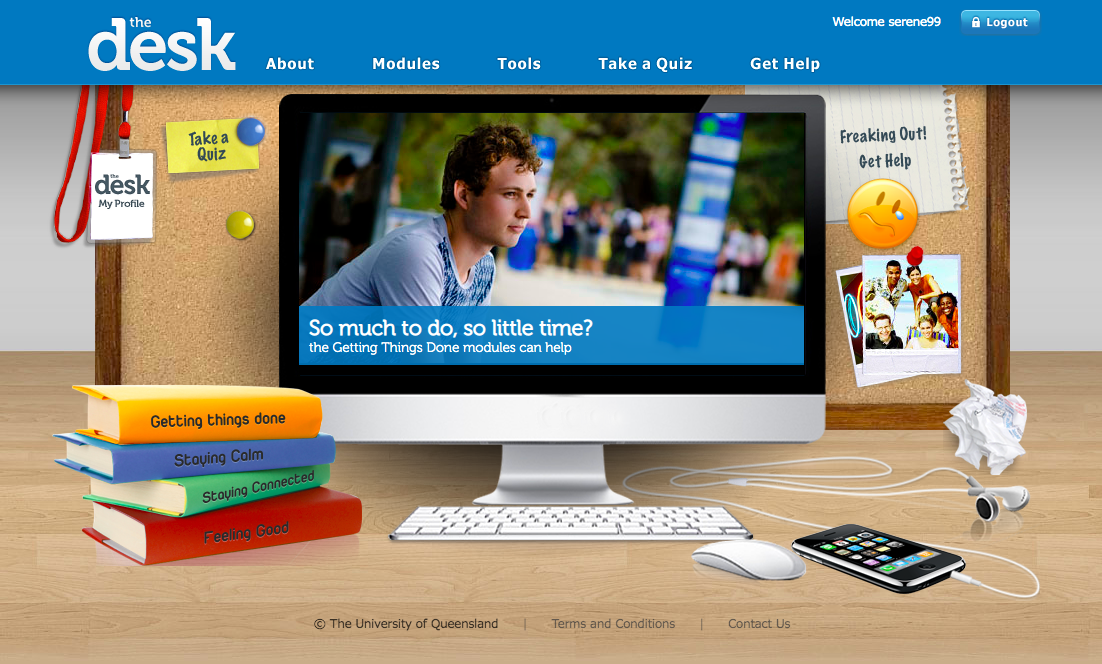 the
desk
Welcome serene99
Logout
About
Modules
Tools
Take a Quiz
Get Help
Take a
Quiz
the
desk
My Profile
Freaking Out!
Get Help
So much to do, so little time?
the Getting Things Done modules can help
Getting things done
Staying Calm
Staying Connected
Feeling Good
© The University of Queensland | Terms and Conditions | Contact Us